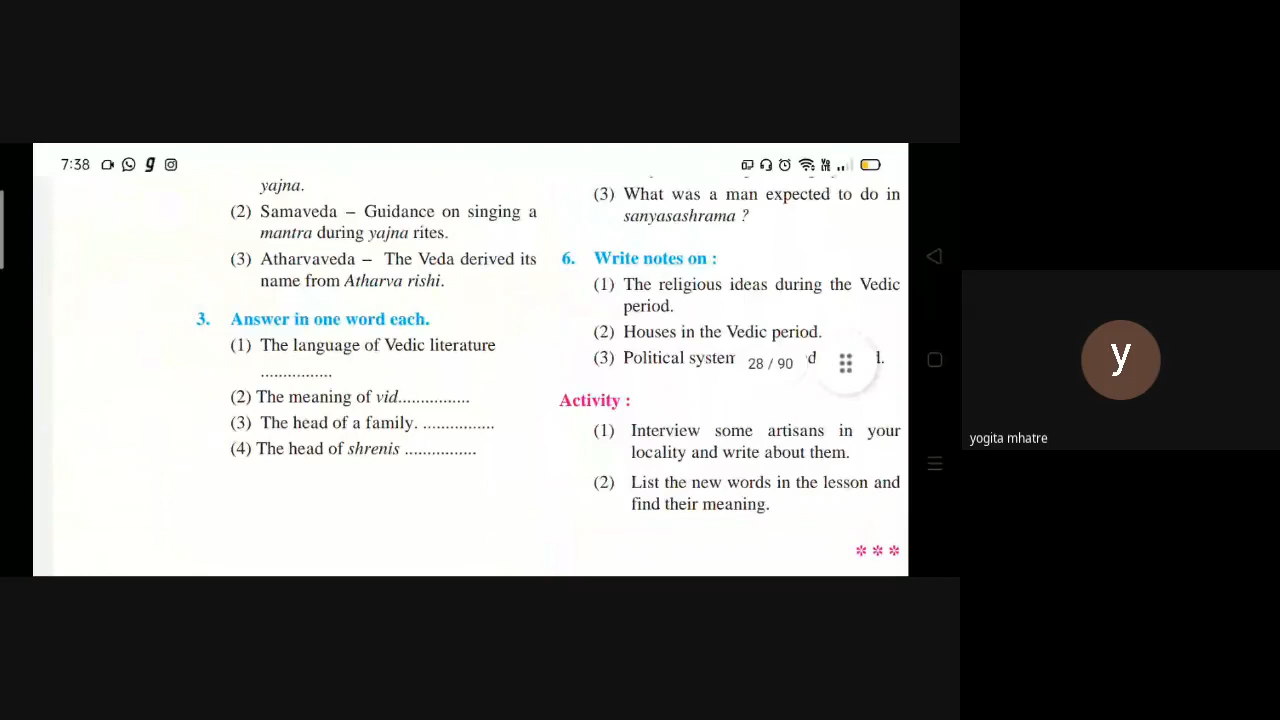 7:38
yajna.
(2) Samaveda – Guidance on singing a
mantra during yajna rites.
(3) Atharvaveda – The Veda derived its
name from Atharva rishi.
3. Answer in one word each.
(1) The language of Vedic literature
...............
(2) The meaning of vid...............
(3) The head of a family. ...............
(4) The head of shrenis ...............
(3) What was a man expected to do in
sanyasashrama ?
6. Write notes on :
(1) The religious ideas during the Vedic
period.
(2) Houses in the Vedic period.
(3) Political system
28 / 90
Activity :
(1) Interview some artisans in your
locality and write about them.
(2) List the new words in the lesson and
find their meaning.
***
y
yogita mhatre